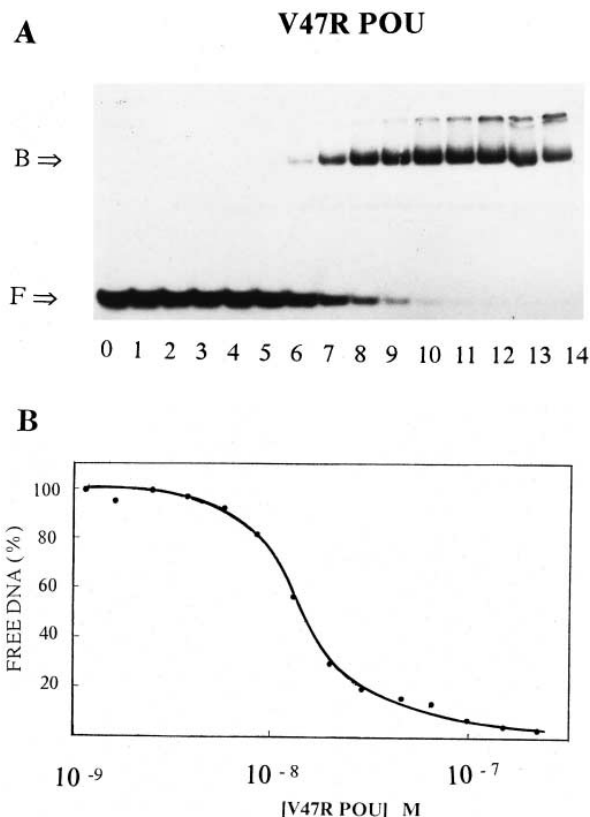 A
V47R POU
B ⇒
F ⇒
0 1 2 3 4 5 6 7 8 9 10 11 12 13 14
B
FREE DNA (%)
100
80
60
40
20
10⁻⁹ 10⁻⁸ 10⁻⁷
[V47R POU] M